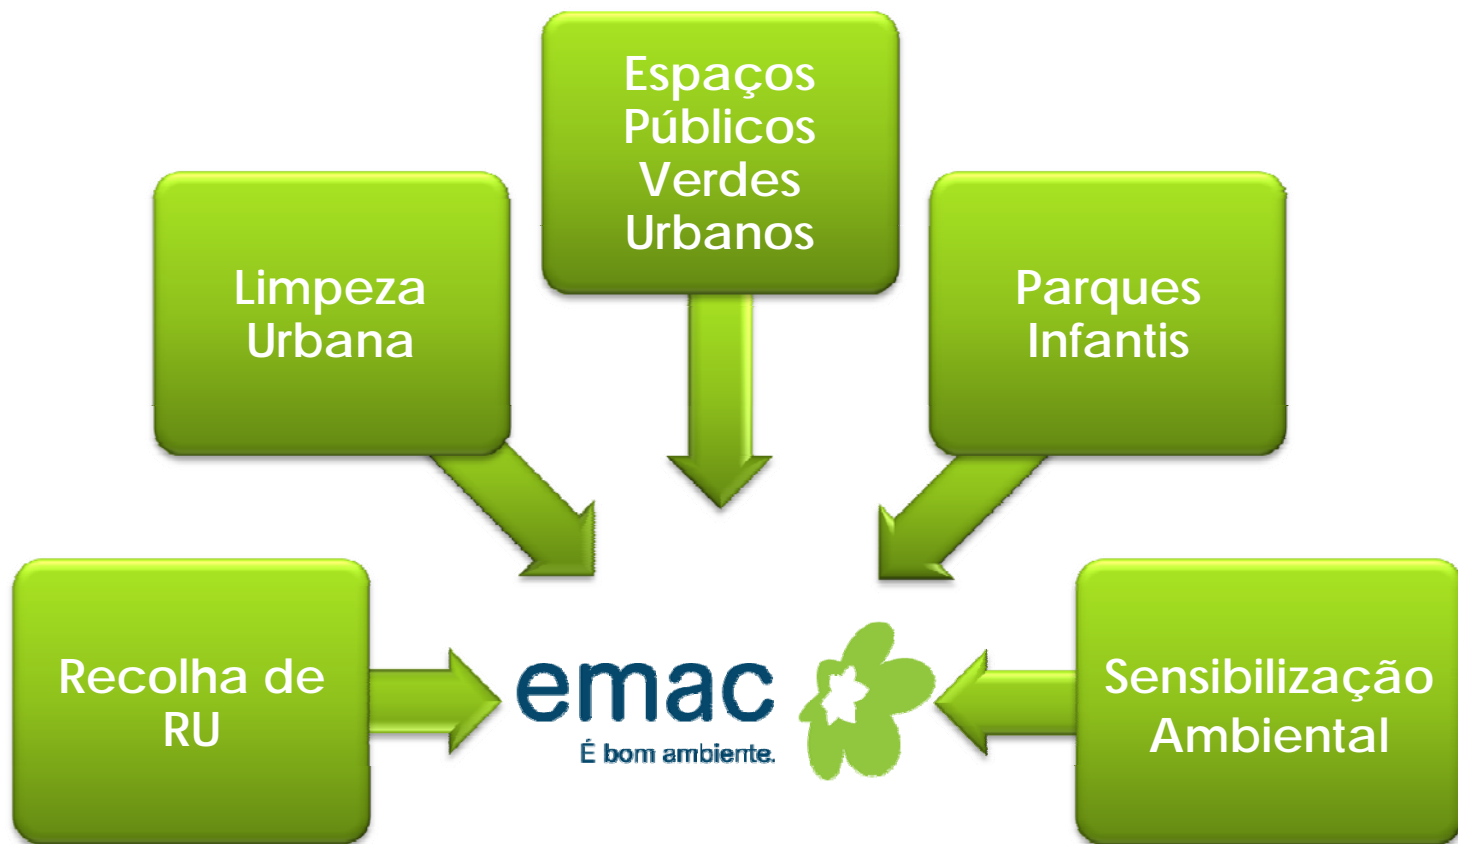 Espaços
Públicos
Verdes
Urbanos
Limpeza
Urbana
Parques
Infantis
Recolha de
RU
emac
É bom ambiente.
Sensibilização
Ambiental